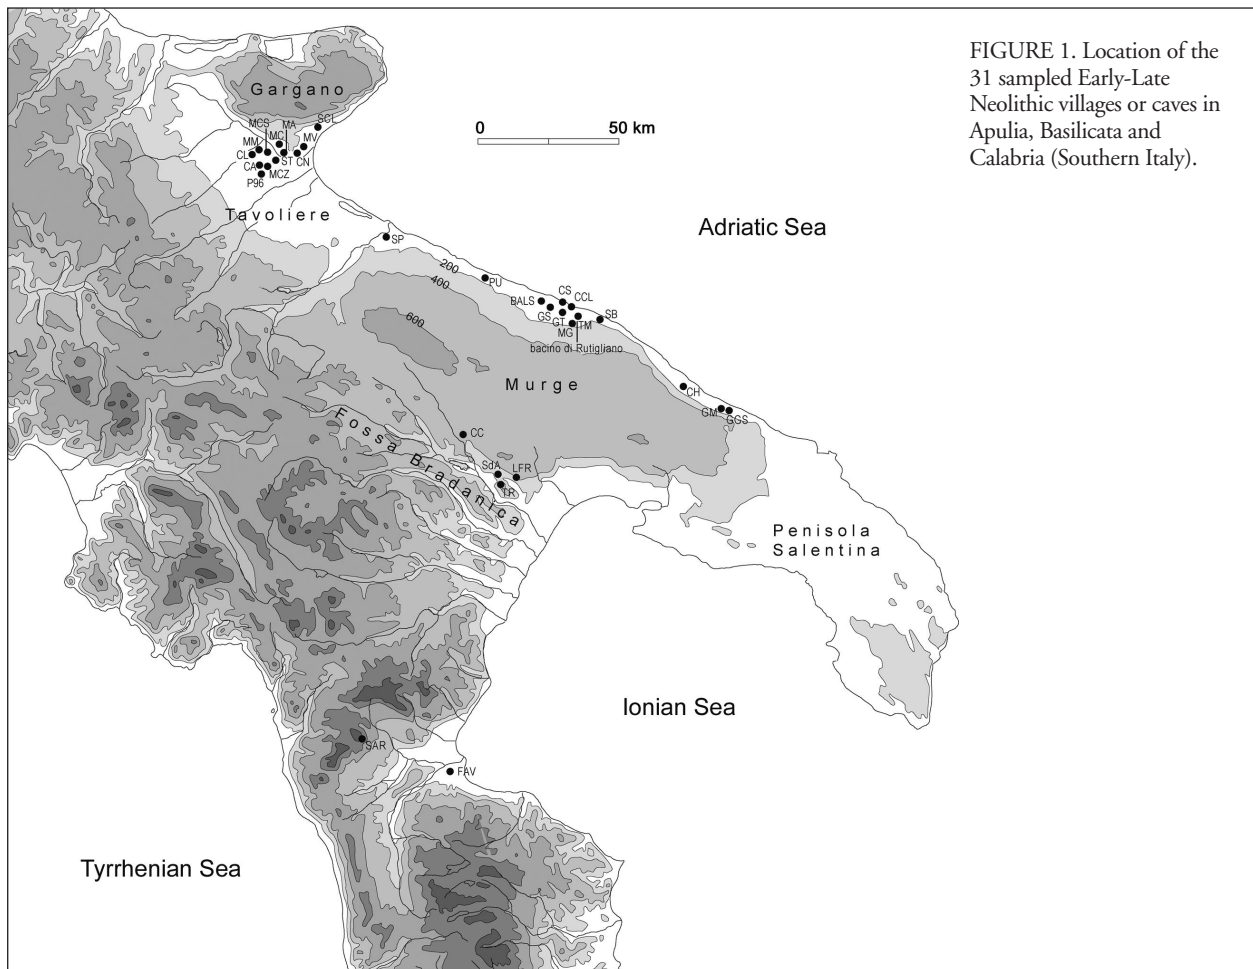 FIGURE 1. Location of the
31 sampled Early-Late
Neolithic villages or caves in
Apulia, Basilicata and
Calabria (Southern Italy).
Gargano
0 50 km
SCL
MCS
MA
MC
MV
MM
CL
ST
CN
CA
MCZ
P96
Tavoliere
Adriatic Sea
SP
200
400
600
PU
BALS
CS
CCL
GS
GT
TM
SB
MG
bacino di Rutigliano
Murge
CH
GM
GGS
CC
Fossa Bradanica
SdA
LFR
TR
Penisola
Salentina
Ionian Sea
SAR
FAV
Tyrrhenian Sea